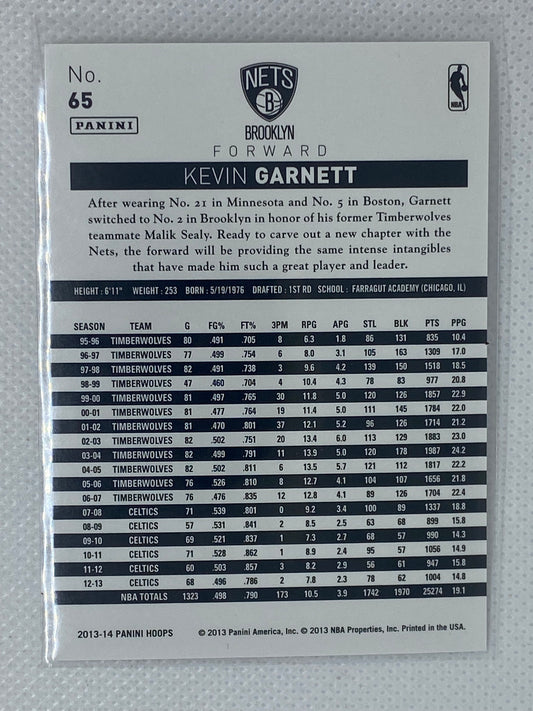 No.
65
PANINI
NETS
B
BROOKLYN
NBA
FORWARD
KEVIN GARNETT
After wearing No. 21 in Minnesota and No. 5 in Boston, Garnett
switched to No. 2 in Brooklyn in honor of his former Timberwolves
teammate Malik Sealy. Ready to carve out a new chapter with the
Nets, the forward will be providing the same intense intangibles
that have made him such a great player and leader.
HEIGHT: 6'11" WEIGHT: 253 BORN: 5/19/1976 DRAFTED: 1ST RD SCHOOL: FARRAGUT ACADEMY (CHICAGO, IL)
SEASON TEAM G FG% FT% 3PM RPG APG STL BLK PTS PPG
95-96 TIMBERWOLVES 80 .491 .705 8 6.3 1.8 86 131 835 10.4
96-97 TIMBERWOLVES 77 .499 .754 6 8.0 3.1 105 163 1309 17.0
97-98 TIMBERWOLVES 82 .491 .738 3 9.6 4.2 139 150 1518 18.5
98-99 TIMBERWOLVES 47 .460 .704 4 10.4 4.3 78 83 977 20.8
99-00 TIMBERWOLVES 81 .497 .765 30 11.8 5.0 120 126 1857 22.9
00-01 TIMBERWOLVES 81 .477 .764 19 11.4 5.0 111 145 1784 22.0
01-02 TIMBERWOLVES 81 .470 .801 37 12.1 5.2 96 126 1714 21.2
02-03 TIMBERWOLVES 82 .502 .751 20 13.4 6.0 113 129 1883 23.0
03-04 TIMBERWOLVES 82 .499 .791 11 13.9 5.0 120 178 1987 24.2
04-05 TIMBERWOLVES 82 .502 .811 6 13.5 5.7 121 112 1817 22.2
05-06 TIMBERWOLVES 76 .526 .810 8 12.7 4.1 104 107 1656 21.8
06-07 TIMBERWOLVES 76 .476 .835 12 12.8 4.1 89 126 1704 22.4
07-08 CELTICS 71 .539 .801 0 9.2 3.4 100 89 1337 18.8
08-09 CELTICS 57 .531 .841 2 8.5 2.5 63 68 899 15.8
09-10 CELTICS 69 .521 .837 1 7.3 2.7 68 57 990 14.3
10-11 CELTICS 71 .528 .862 1 8.9 2.4 95 57 1056 14.9
11-12 CELTICS 60 .503 .857 3 8.2 2.9 56 61 947 15.8
12-13 CELTICS 68 .496 .786 2 7.8 2.3 78 62 1004 14.8
NBA TOTALS 1323 .498 .790 173 10.5 3.9 1742 1970 25274 19.1
2013-14 PANINI HOOPS © 2013 Panini America, Inc. © 2013 NBA Properties, Inc. Printed in the USA.